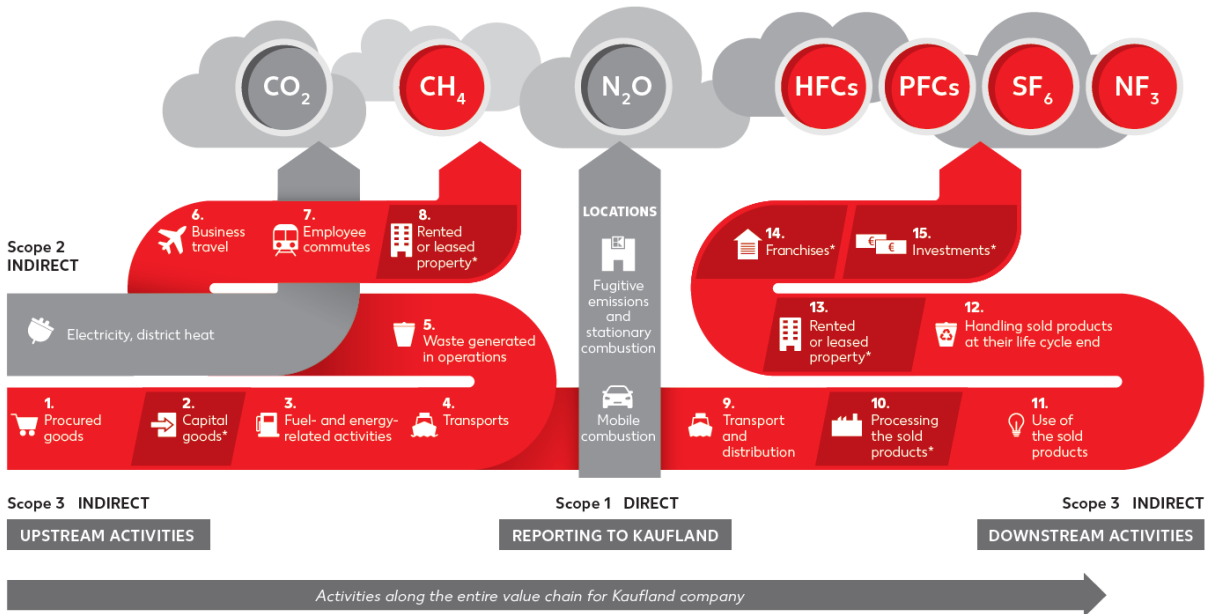 CO₂
CH₄
N₂O
HFCs
PFCs
SF₆
NF₃
Scope 2
INDIRECT
Electricity, district heat
6.
Business
travel
7.
Employee
commutes
8.
Rented
or leased
property*
5.
Waste generated
in operations
1.
Procured
goods
2.
Capital
goods*
3.
Fuel- and energy-
related activities
4.
Transports
LOCATIONS
K
Fugitive
emissions
and
stationary
combustion
Mobile
combustion
14.
Franchises*
15.
€ €
Investments*
13.
Rented
or leased
property*
12.
Handling sold products
at their life cycle end
9.
Transport
and
distribution
10.
Processing
the sold
products*
11.
Use of
the sold
products
Scope 3 INDIRECT
UPSTREAM ACTIVITIES
Scope 1 DIRECT
REPORTING TO KAUFLAND
Scope 3 INDIRECT
DOWNSTREAM ACTIVITIES
Activities along the entire value chain for Kaufland company